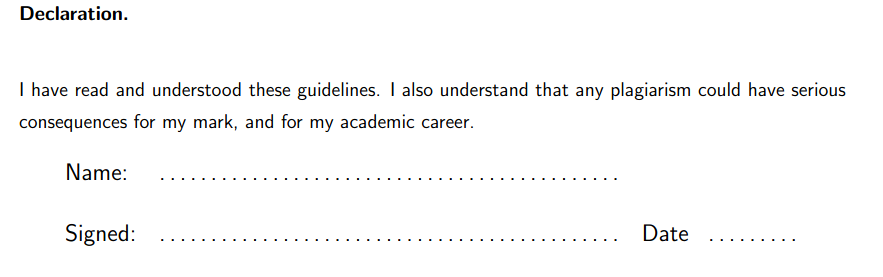 Declaration.
I have read and understood these guidelines. I also understand that any plagiarism could have serious
consequences for my mark, and for my academic career.
Name: .............................................
Signed: ............................................. Date .........